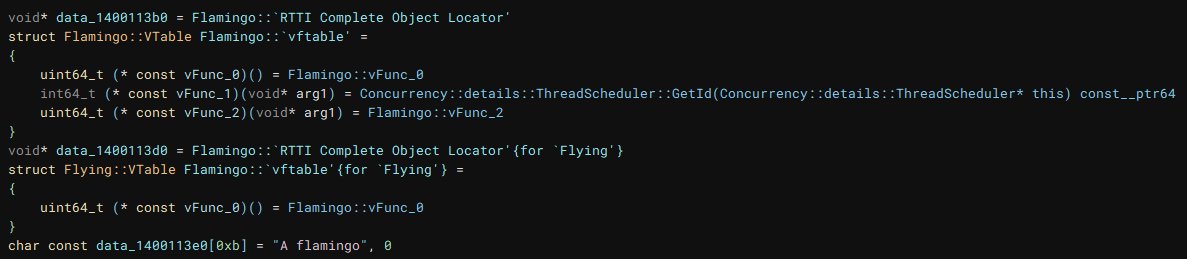 void* data_1400113b0 = Flamingo::`RTTI Complete Object Locator'
struct Flamingo::VTable Flamingo::`vftable' =
{
    uint64_t (* const vFunc_0)() = Flamingo::vFunc_0
    int64_t (* const vFunc_1)(void* arg1) = Concurrency::details::ThreadScheduler::GetId(Concurrency::details::ThreadScheduler* this) const__ptr64
    uint64_t (* const vFunc_2)(void* arg1) = Flamingo::vFunc_2
}
void* data_1400113d0 = Flamingo::`RTTI Complete Object Locator'{for `Flying'}
struct Flying::VTable Flamingo::`vftable'{for `Flying'} =
{
    uint64_t (* const vFunc_0)() = Flamingo::vFunc_0
}
char const data_1400113e0[0xb] = "A flamingo", 0